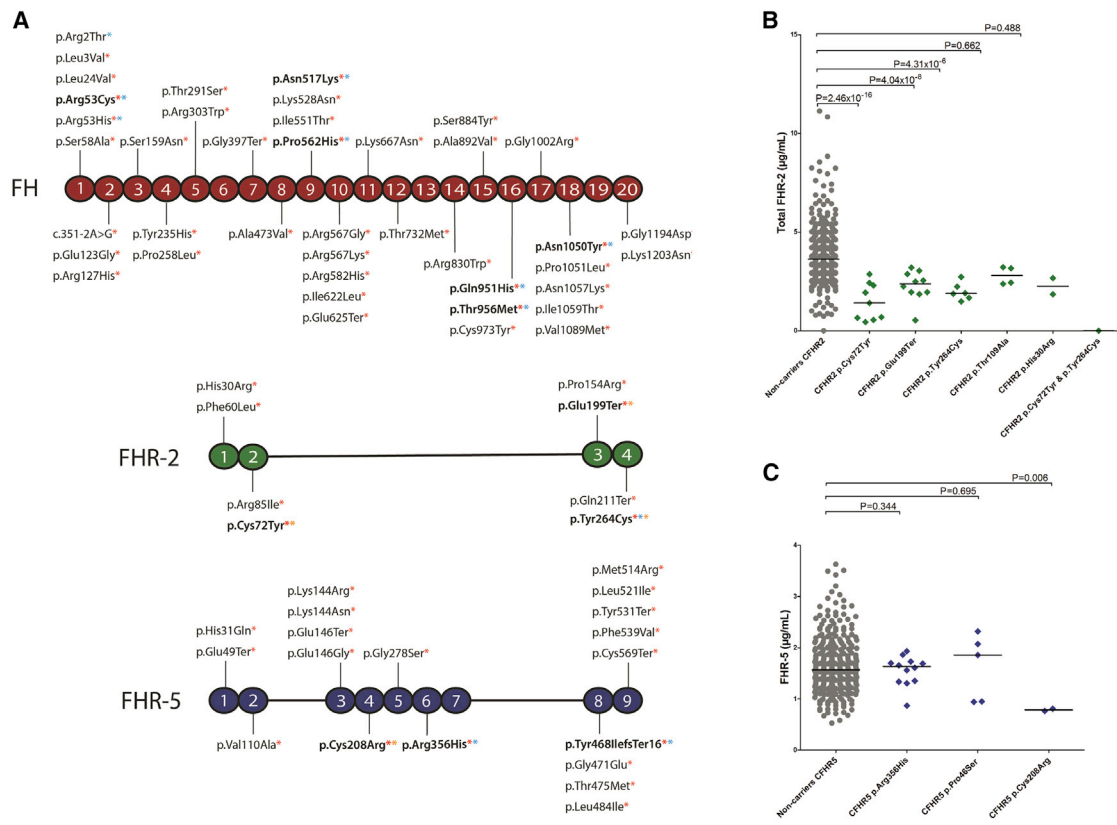 A
p.Arg2Thr*
p.Leu3Val*
p.Leu24Val*
p.Arg53Cys**
p.Arg53His**
p.Ser58Ala*
p.Ser159Asn*
p.Thr291Ser*
p.Arg303Trp*
p.Gly397Ter*
p.Asn517Lys**
p.Lys528Asn*
p.Ile551Thr*
p.Pro562His**
p.Lys667Asn*
p.Ser884Tyr*
p.Ala892Val*
p.Gly1002Arg*
FH
1 2 3 4 5 6 7 8 9 10 11 12 13 14 15 16 17 18 19 20
c.351-2A>G*
p.Glu123Gly*
p.Arg127His*
p.Tyr235His*
p.Pro258Leu*
p.Ala473Val*
p.Arg567Gly*
p.Arg567Lys*
p.Arg582His*
p.Ile622Leu*
p.Glu625Ter*
p.Thr732Met*
p.Arg830Trp*
p.Gln951His**
p.Thr956Met**
p.Cys973Tyr*
p.Asn1050Tyr**
p.Pro1051Leu*
p.Asn1057Lys*
p.Ile1059Thr*
p.Val1089Met*
p.Gly1194Asp*
p.Lys1203Asn*
p.His30Arg*
p.Phe60Leu*
p.Pro154Arg*
p.Glu199Ter**
FHR-2
1 2 3 4
p.Arg85Ile*
p.Cys72Tyr**
p.Gln211Ter*
p.Tyr264Cys***
p.His31Gln*
p.Glu49Ter*
p.Lys144Arg*
p.Lys144Asn*
p.Glu146Ter*
p.Glu146Gly*
p.Gly278Ser*
p.Met514Arg*
p.Leu521Ile*
p.Tyr531Ter*
p.Phe539Val*
p.Cys569Ter*
FHR-5
1 2 3 4 5 6 7 8 9
p.Val110Ala*
p.Cys208Arg**
p.Arg356His**
p.Tyr468IlefsTer16**
p.Gly471Glu*
p.Thr475Met*
p.Leu484Ile*
B
P=0.488
P=0.662
P=4.31x10-6
P=4.04x10-8
P=2.46x10-16
Total FHR-2 (µg/mL)
15
10
5
0
Non-carriers CFHR2
CFHR2 p.Cys72Tyr
CFHR2 p.Glu199Ter
CFHR2 p.Tyr264Cys
CFHR2 p.Thr109Ala
CFHR2 p.His30Arg
CFHR2 p.Cys72Tyr & p.Tyr264Cys
C
P=0.006
P=0.695
P=0.344
FHR-5 (µg/mL)
4
3
2
1
0
Non-carriers CFHR5
CFHR5 p.Arg356His
CFHR5 p.Pro46Ser
CFHR5 p.Cys208Arg